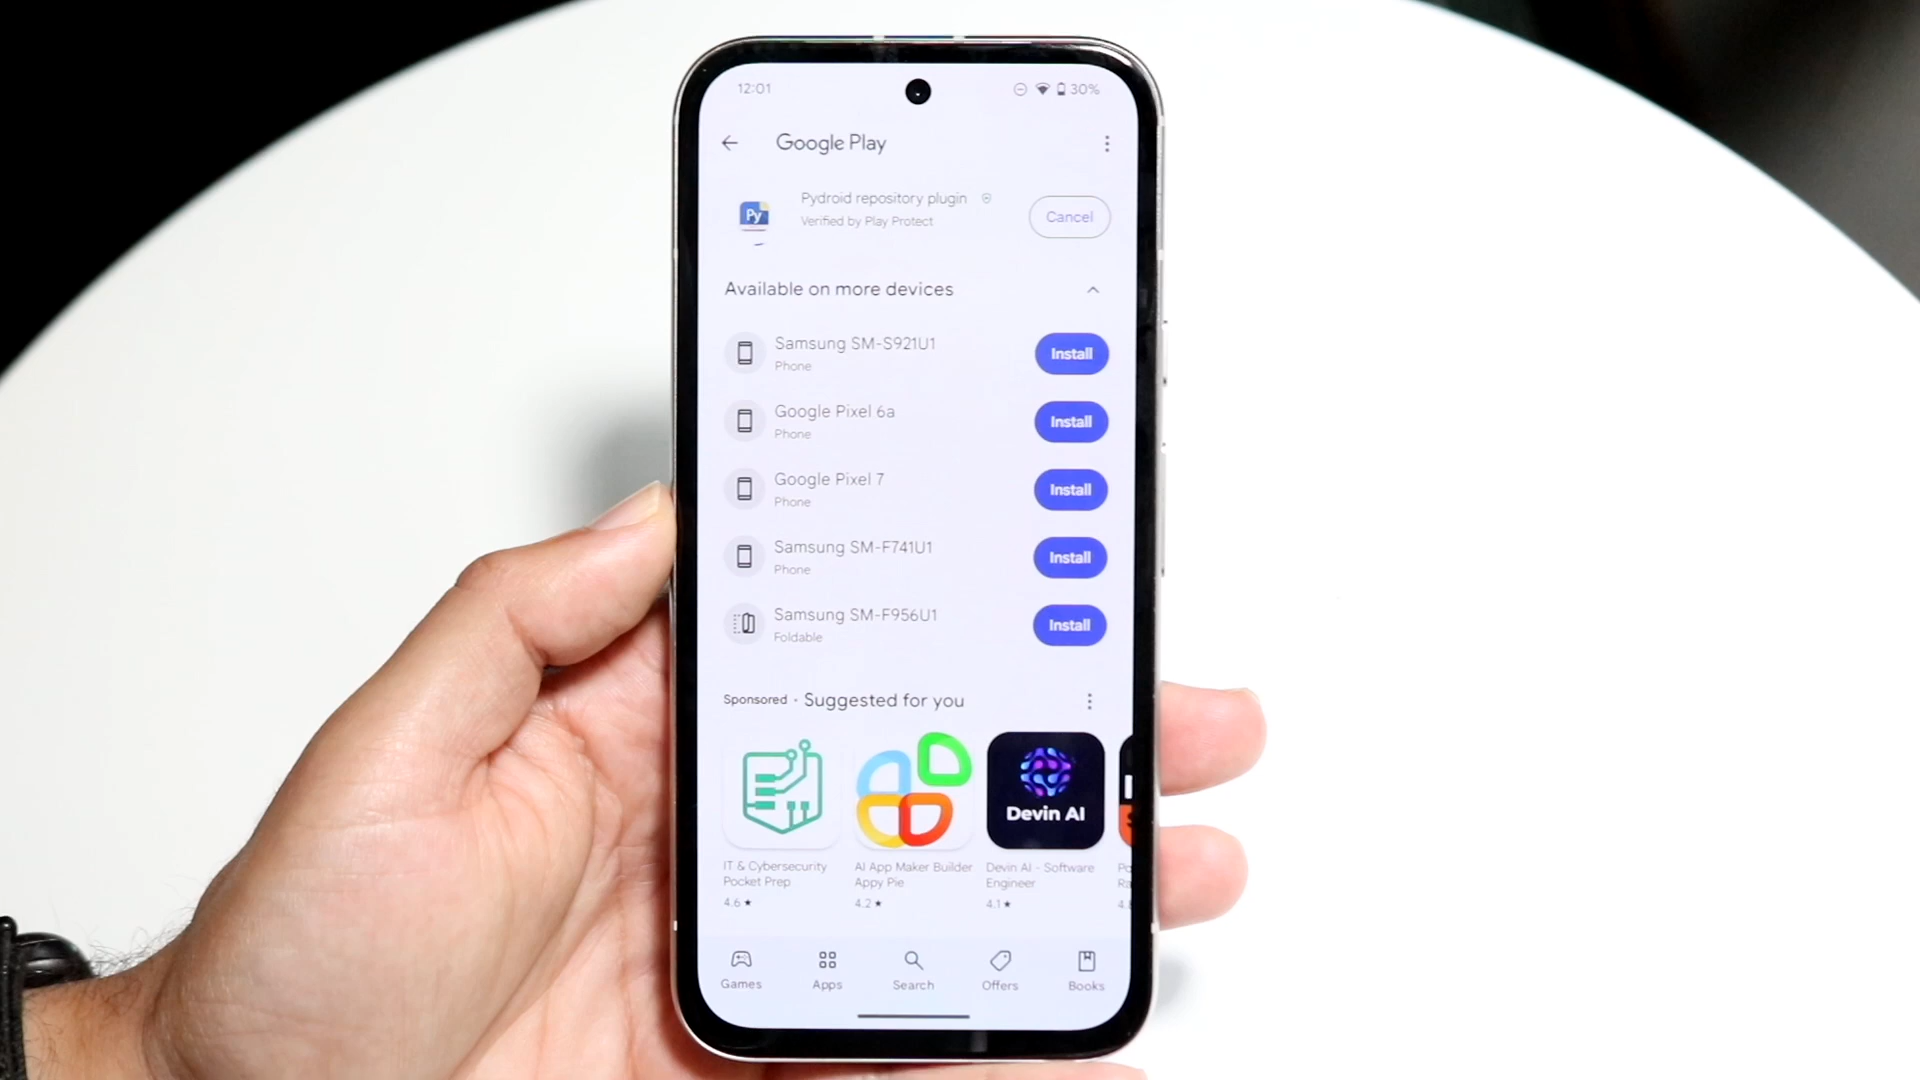 12:01
30%
Google Play
Pydroid repository plugin
Verified by Play Protect
Cancel
Py
Available on more devices
Samsung SM-S921U1
Phone
Install
Google Pixel 6a
Phone
Install
Google Pixel 7
Phone
Install
Samsung SM-F741U1
Phone
Install
Samsung SM-F956U1
Foldable
Install
Sponsored · Suggested for you
Devin AI
IT & Cybersecurity
Pocket Prep
4.6 ★
AI App Maker Builder
Appy Pie
4.2 ★
Devin AI - Software
Engineer
4.1 ★
Games
Apps
Search
Offers
Books